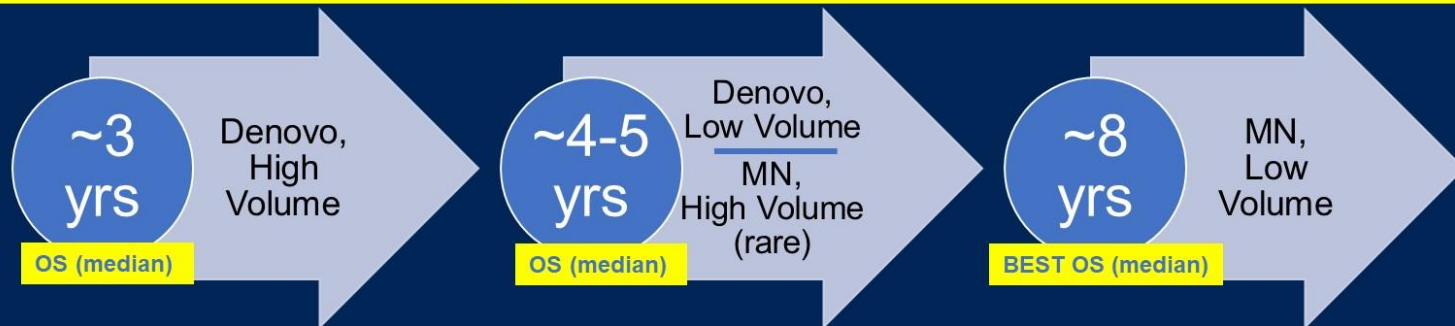 ~3
yrs
OS (median)
Denovo,
High
Volume
~4-5
yrs
OS (median)
Denovo,
Low Volume
MN,
High Volume
(rare)
~8
yrs
BEST OS (median)
MN,
Low
Volume